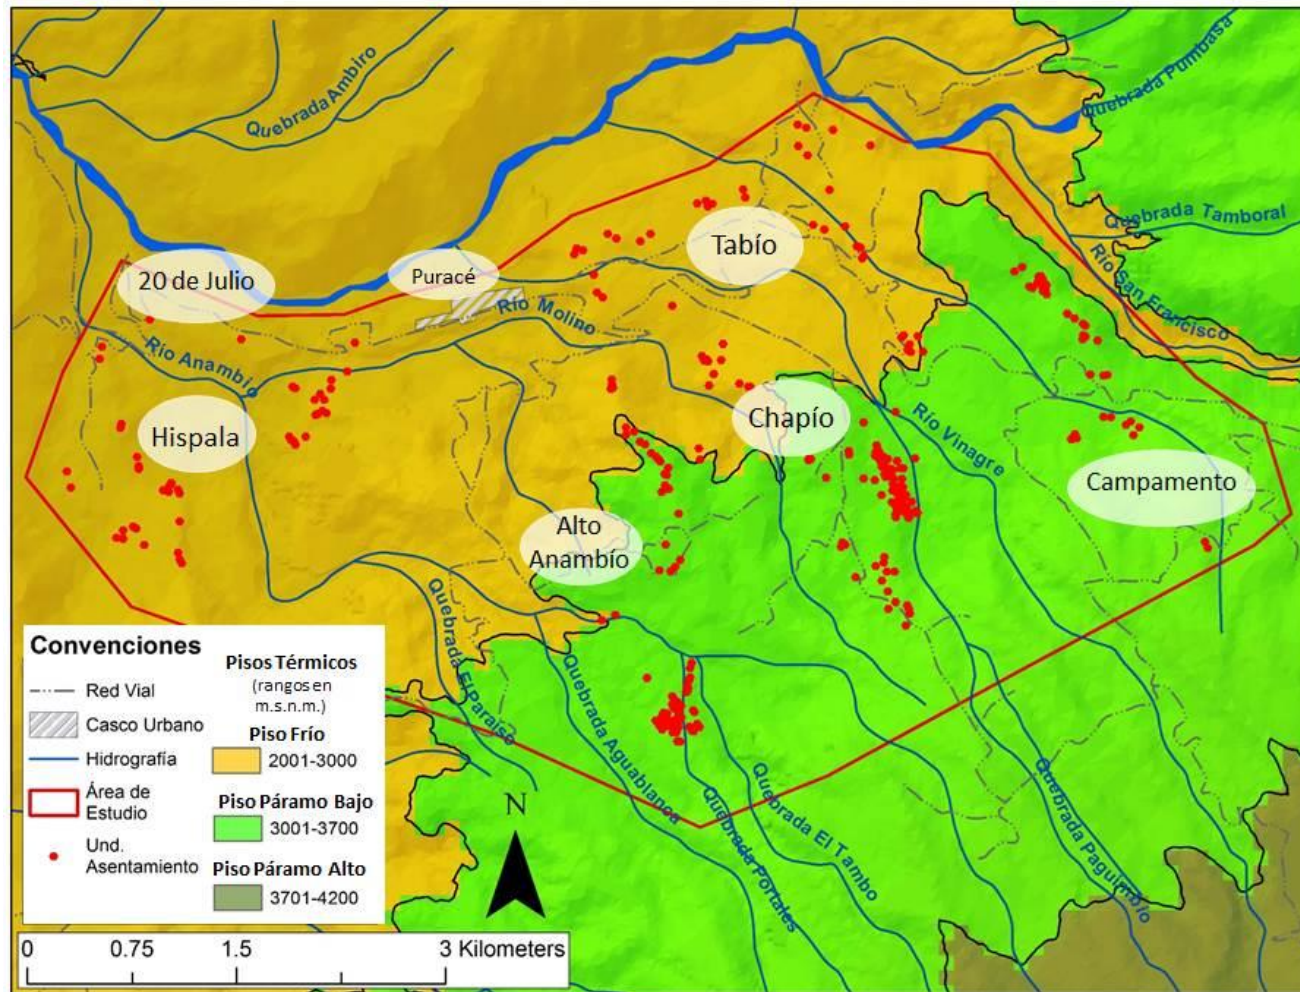 Quebrada Ambiro
Quebrada Pumbasa
Quebrada Tamboral
Río San Francisco
Tabío
20 de Julio
Puracé
Río Molino
Río Anambío
Hispala
Chapío
Río Vinagre
Campamento
Alto
Anambío
Quebrada El Paraíso
Quebrada Aguablanca
Quebrada Portales
Quebrada El Tambo
Quebrada Paguimbío
Convenciones
Red Vial
Casco Urbano
Hidrografía
Área de
Estudio
Und.
Asentamiento
Pisos Térmicos
(rangos en
m.s.n.m.)
Piso Frío
2001-3000
Piso Páramo Bajo
3001-3700
Piso Páramo Alto
3701-4200
N
0 0.75 1.5 3 Kilometers